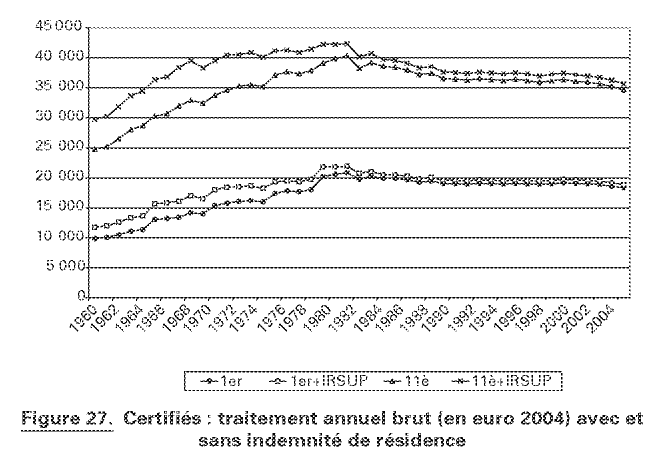 45 000
40 000
35 000
30 000
25 000
20 000
15 000
10 000
5 000
0
1960 1962 1964 1966 1968 1970 1972 1974 1976 1978 1980 1982 1984 1986 1988 1990 1992 1994 1996 1998 2000 2002 2004
1er 1er+IRSUP 11è 11è+IRSUP
Figure 27. Certifiés : traitement annuel brut (en euro 2004) avec et
sans indemnité de résidence